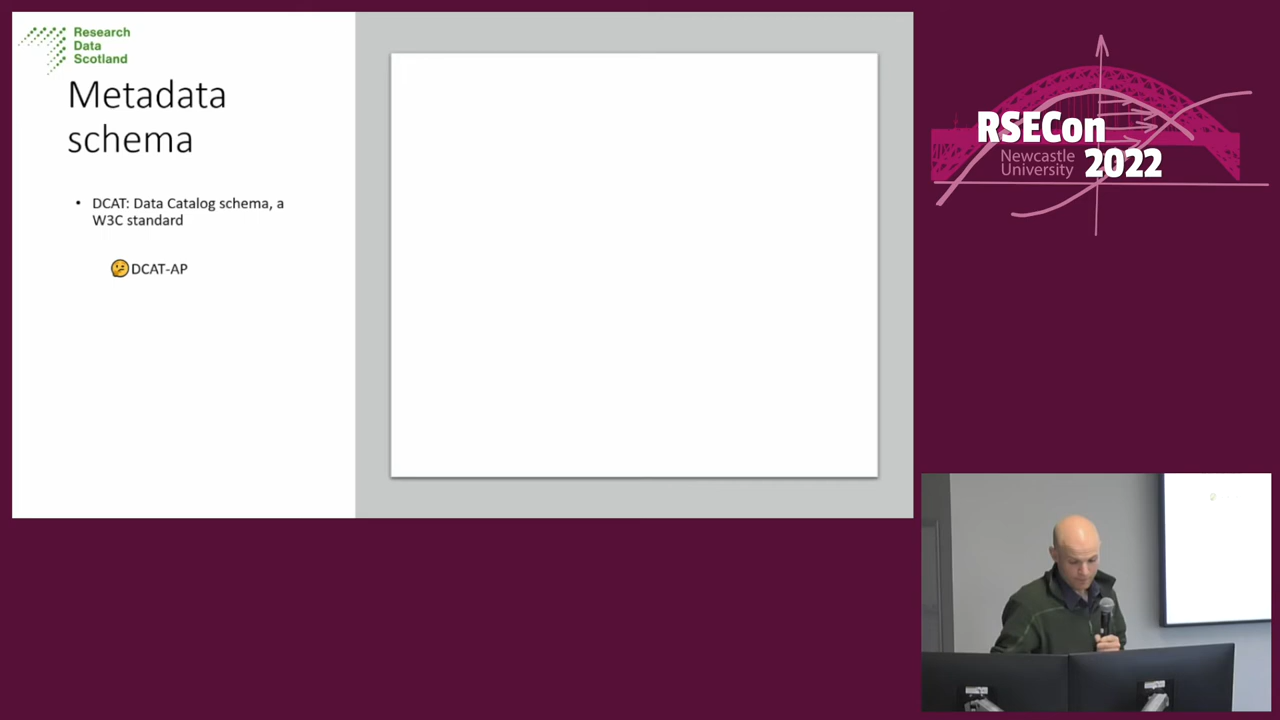 Research
Data
Scotland
Metadata
schema
• DCAT: Data Catalog schema, a
W3C standard
🤔DCAT-AP
RSECon
Newcastle
University
2022